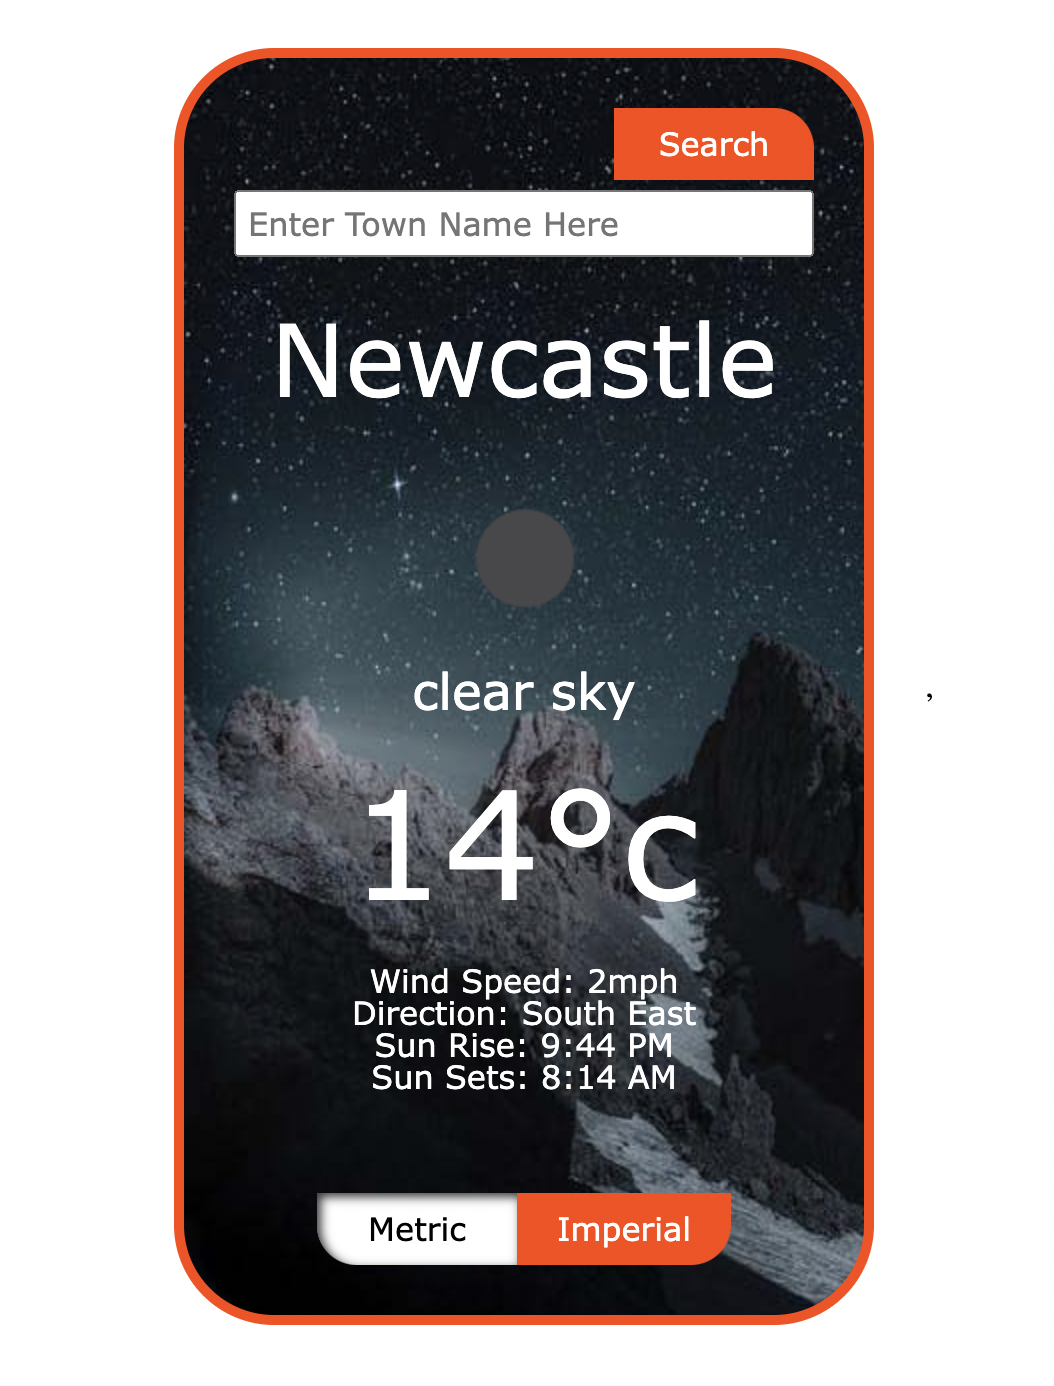 Search
Enter Town Name Here
Newcastle
clear sky
,
14°c
Wind Speed: 2mph
Direction: South East
Sun Rise: 9:44 PM
Sun Sets: 8:14 AM
Metric Imperial